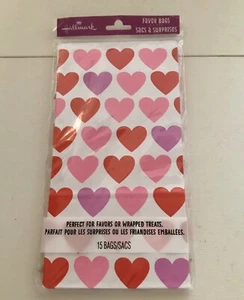 Hallmark
FAVOR BAGS
SACS À SURPRISES
PERFECT FOR FAVORS OR WRAPPED TREATS.
PARFAIT POUR LES SURPRISES OU LES FRIANDISES EMBALLÉES.
15 BAGS/SACS